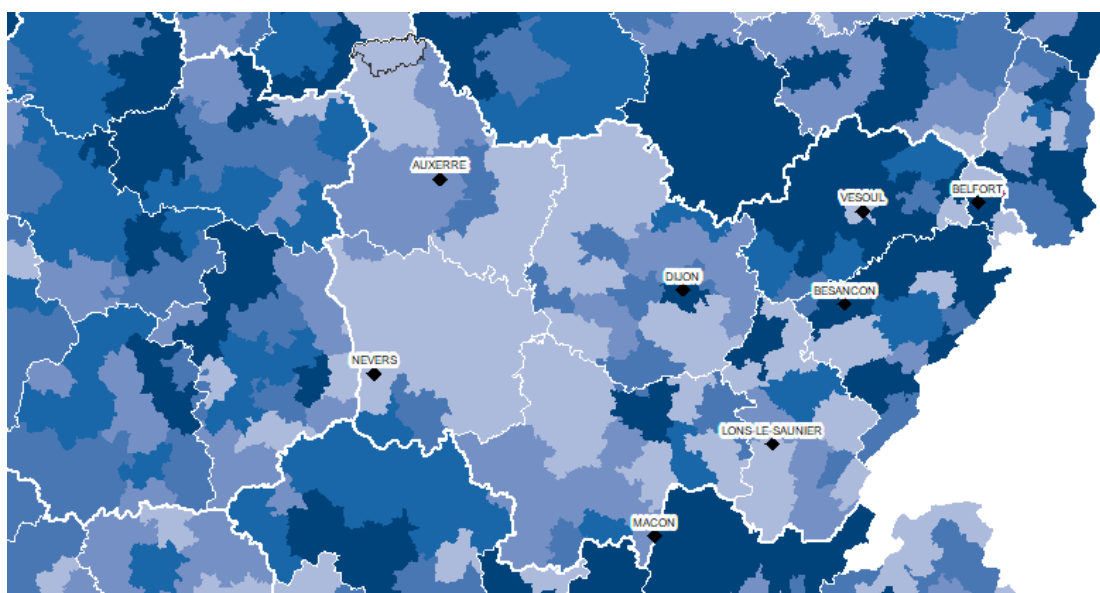 AUXERRE
BELFORT
VESOUL
DIJON
BESANCON
NEVERS
LONS-LE-SAUNIER
MACON